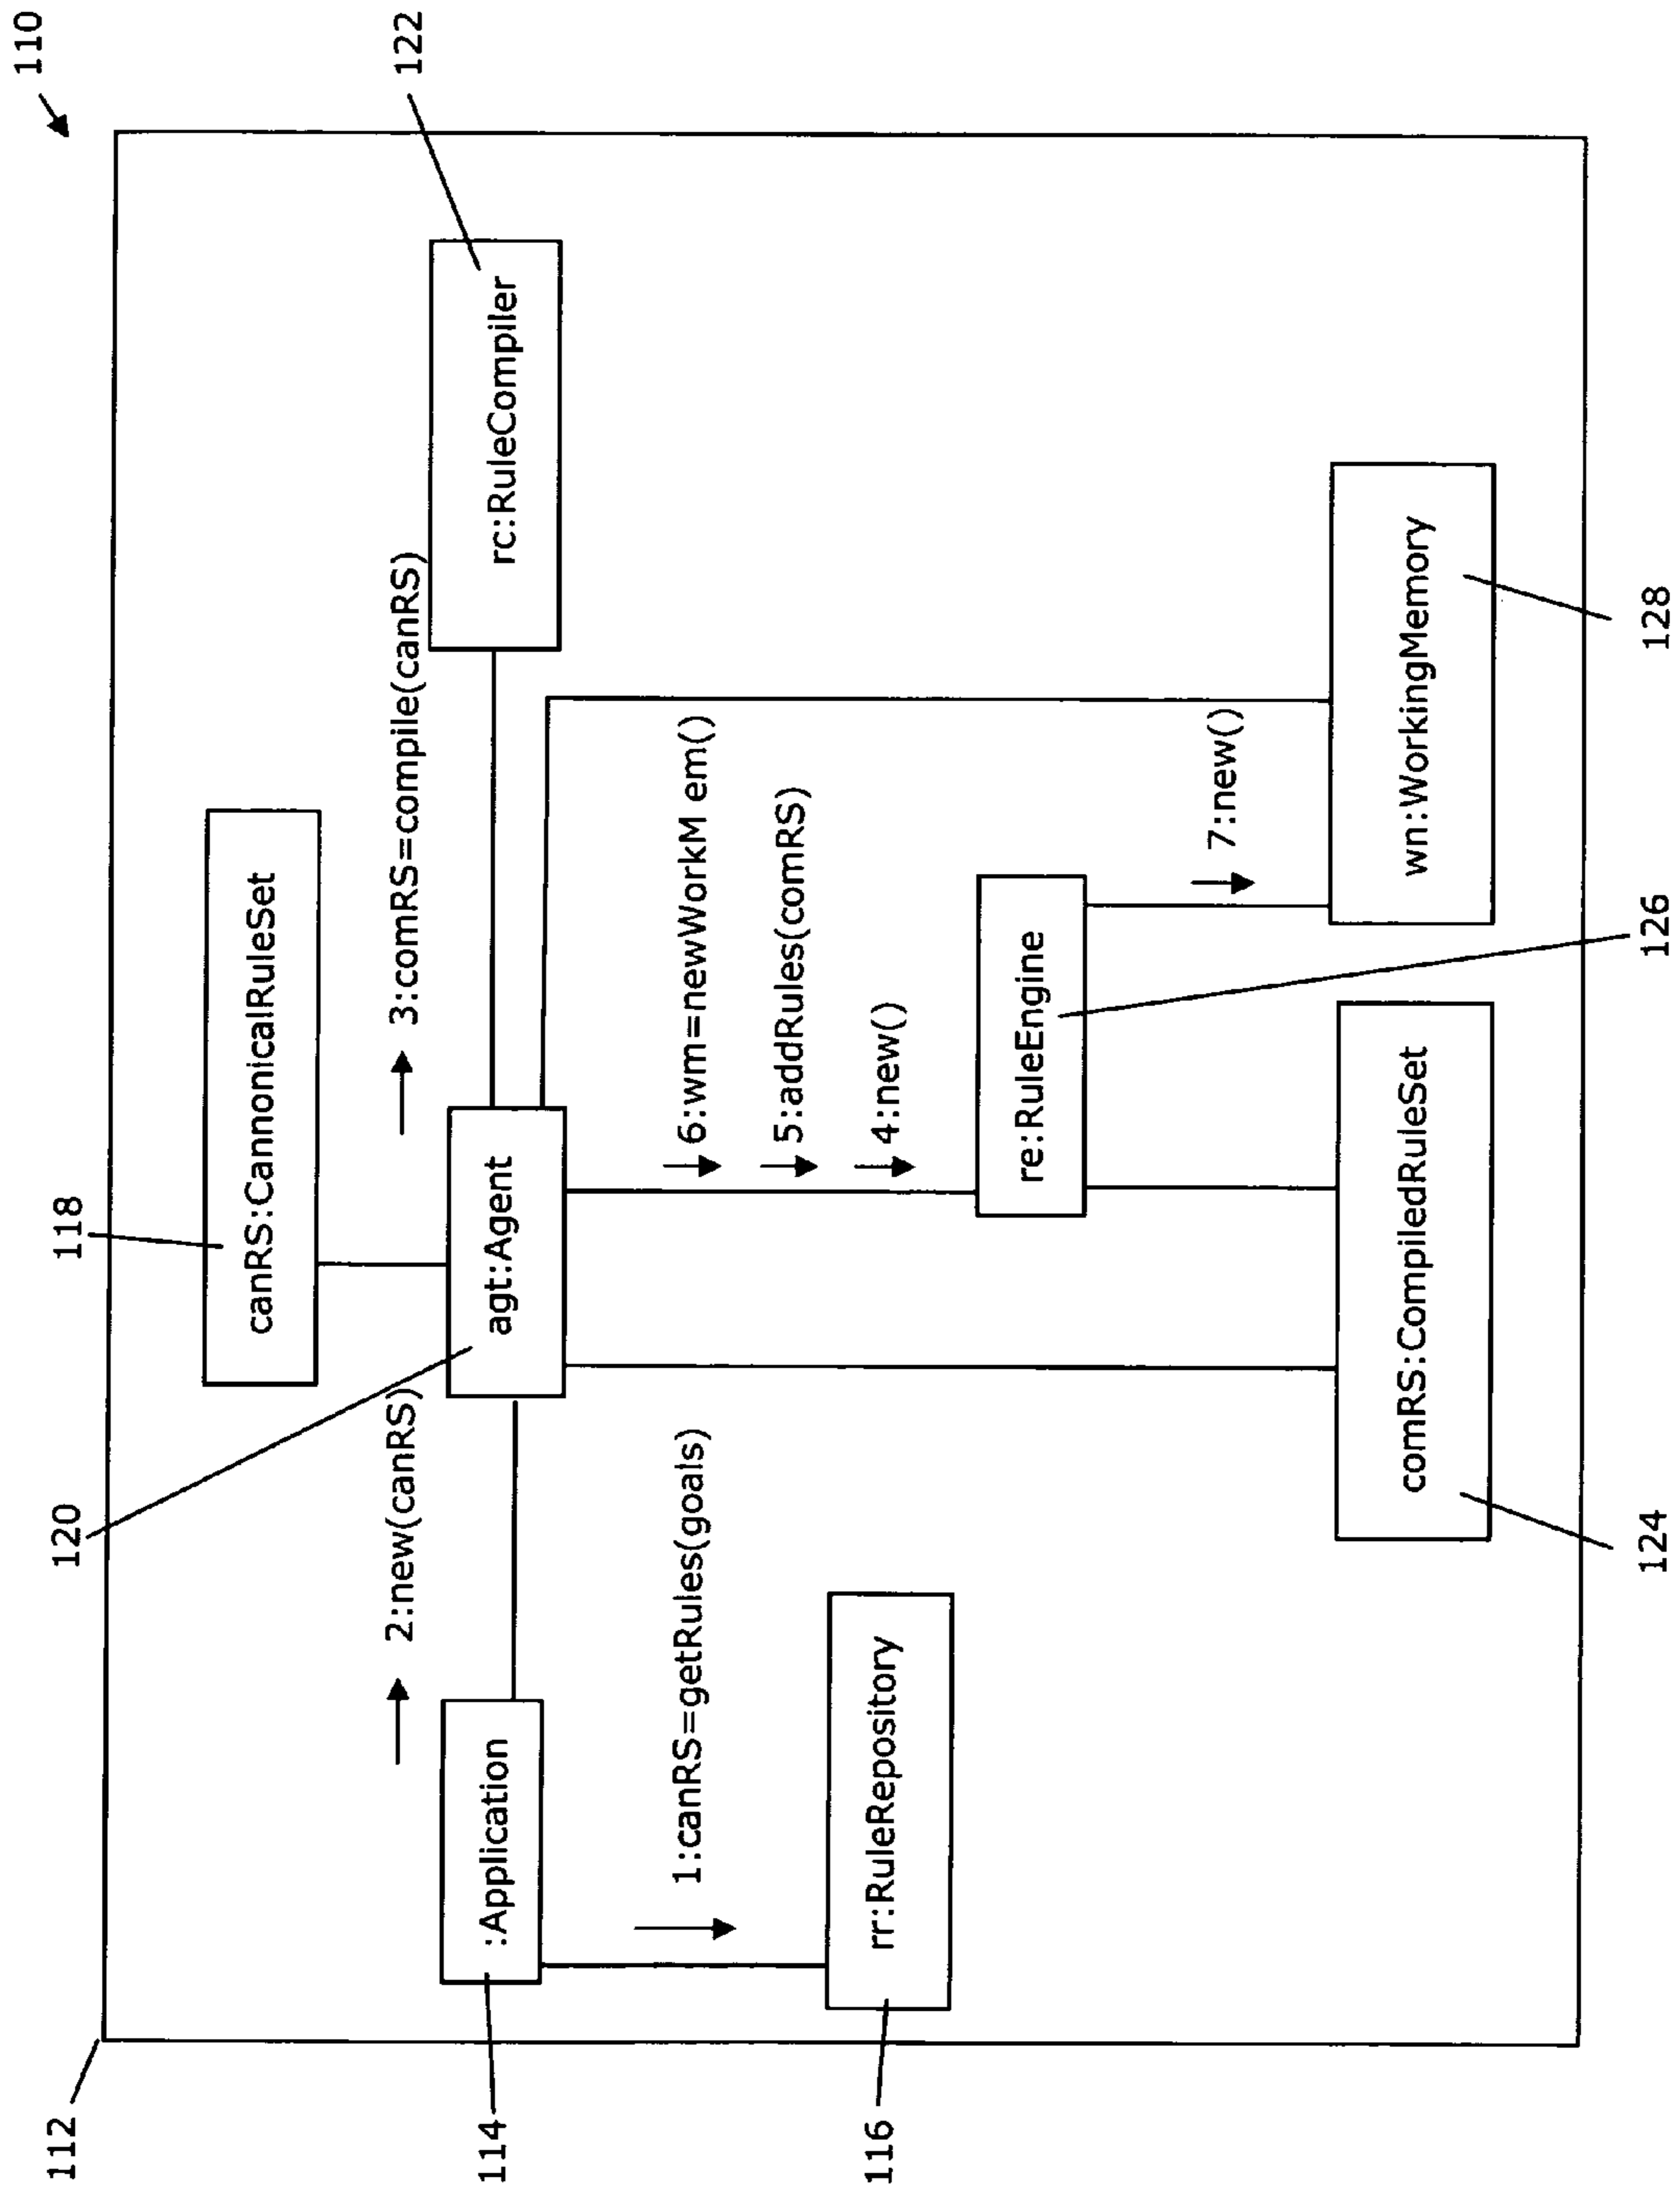 110
112
118
122
canRS:CannonicalRuleSet
120
2:new(canRS)
3:comRS=compile(canRS)
114
:Application
agt:Agent
rc:RuleCompiler
1:canRS=getRules(goals)
6:wm=newWorkM em()
5:addRules(comRS)
4:new()
116
rr:RuleRepository
re:RuleEngine
7:new()
comRS:CompiledRuleSet
wn:WorkingMemory
124
126
128